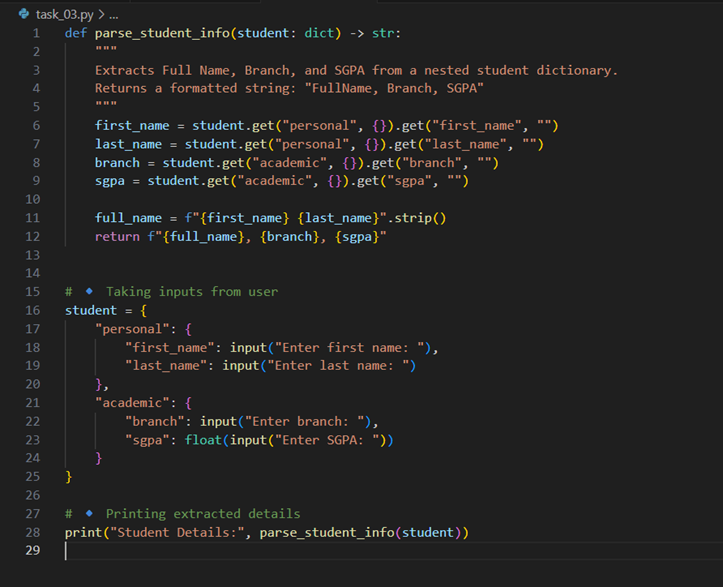 task_03.py > ...
1 def parse_student_info(student: dict) -> str:
2     """
3     Extracts Full Name, Branch, and SGPA from a nested student dictionary.
4     Returns a formatted string: "FullName, Branch, SGPA"
5     """
6     first_name = student.get("personal", {}).get("first_name", "")
7     last_name = student.get("personal", {}).get("last_name", "")
8     branch = student.get("academic", {}).get("branch", "")
9     sgpa = student.get("academic", {}).get("sgpa", "")
10
11     full_name = f"{first_name} {last_name}".strip()
12     return f"{full_name}, {branch}, {sgpa}"
13
14
15 # 🔹 Taking inputs from user
16 student = {
17     "personal": {
18         "first_name": input("Enter first name: "),
19         "last_name": input("Enter last name: ")
20     },
21     "academic": {
22         "branch": input("Enter branch: "),
23         "sgpa": float(input("Enter SGPA: "))
24     }
25 }
26
27 # 🔹 Printing extracted details
28 print("Student Details:", parse_student_info(student))
29